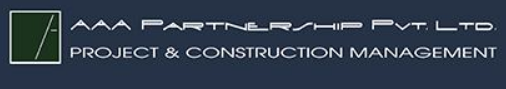 AAA PARTNERSHIP PVT. LTD.
PROJECT & CONSTRUCTION MANAGEMENT